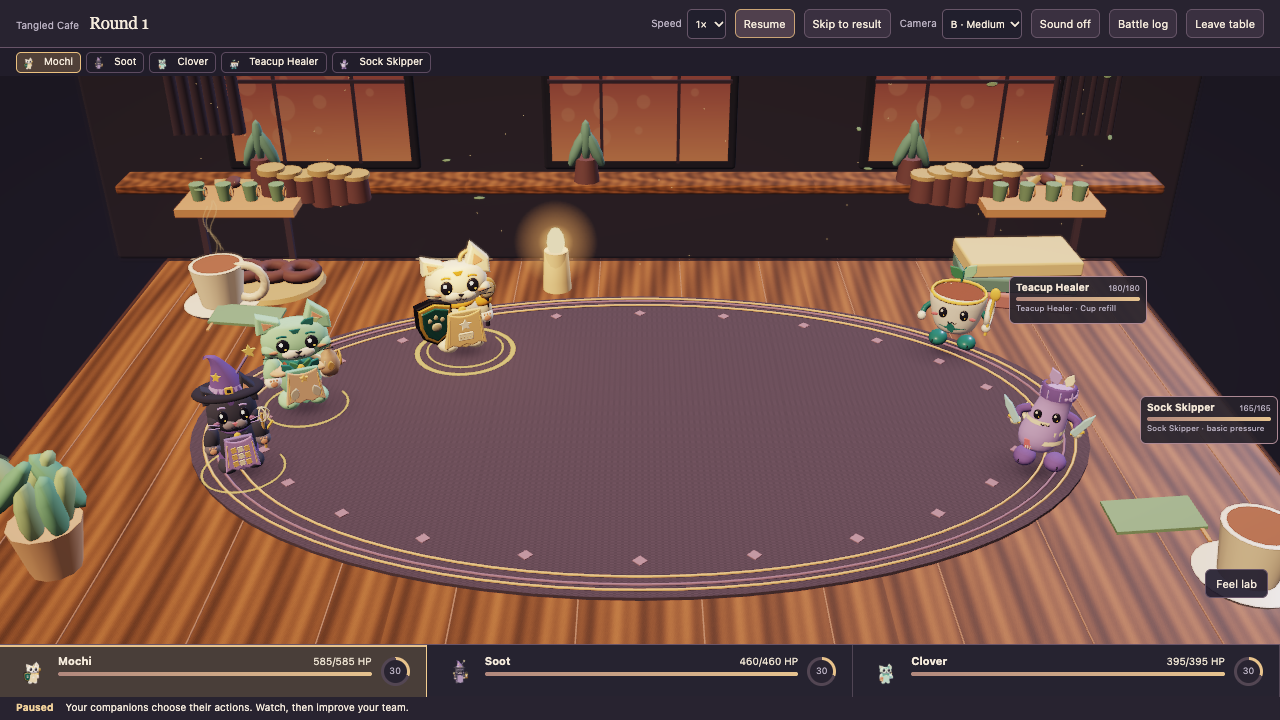 Tangled Cafe Round 1
Speed 1x Resume Skip to result Camera B · Medium Sound off Battle log Leave table
Mochi Soot Clover Teacup Healer Sock Skipper
Teacup Healer 180/180
Teacup Healer · Cup refill
Sock Skipper 165/165
Sock Skipper · basic pressure
Feel lab
Mochi 585/585 HP 30
Soot 460/460 HP 30
Clover 395/395 HP 30
Paused Your companions choose their actions. Watch, then improve your team.